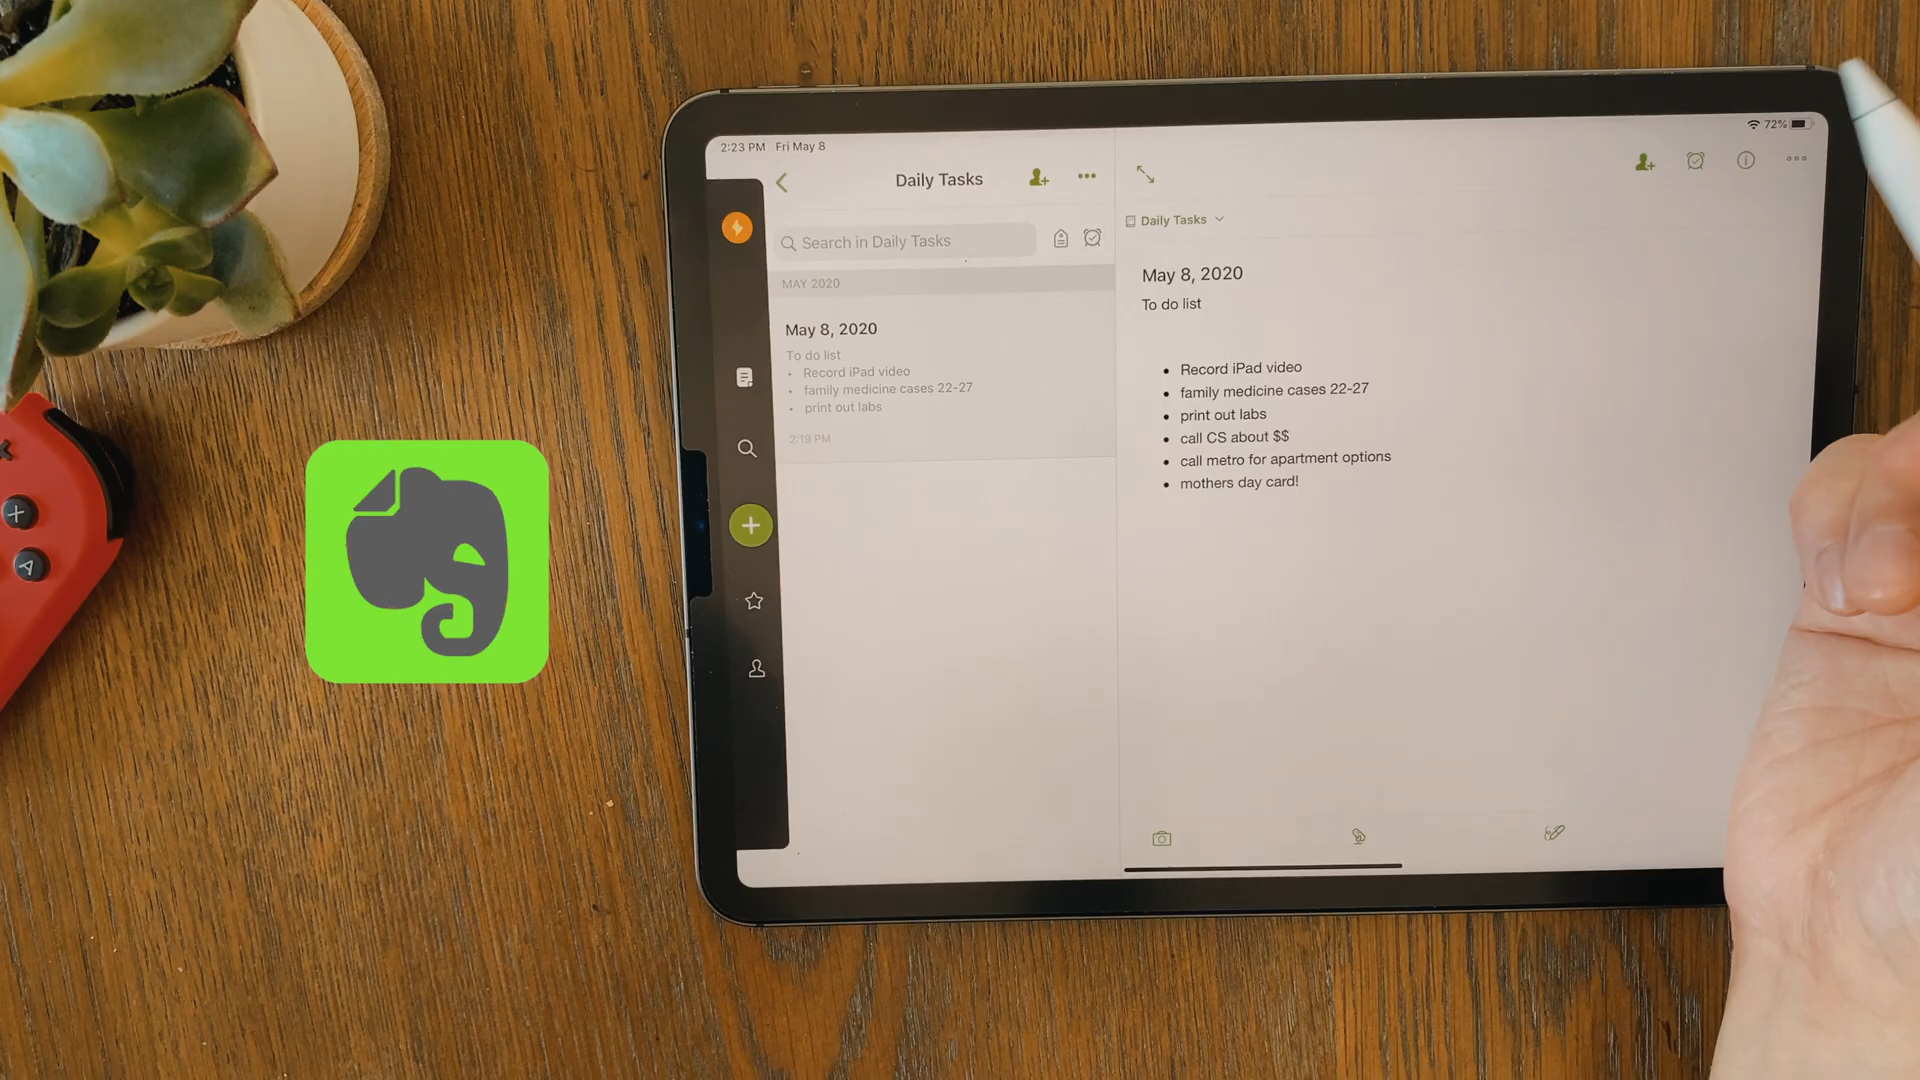 2:23 PM Fri May 8
72%
Daily Tasks
Search in Daily Tasks
MAY 2020
May 8, 2020
To do list
• Record iPad video
• family medicine cases 22-27
• print out labs
2:19 PM
Daily Tasks
May 8, 2020
To do list
• Record iPad video
• family medicine cases 22-27
• print out labs
• call CS about $$
• call metro for apartment options
• mothers day card!